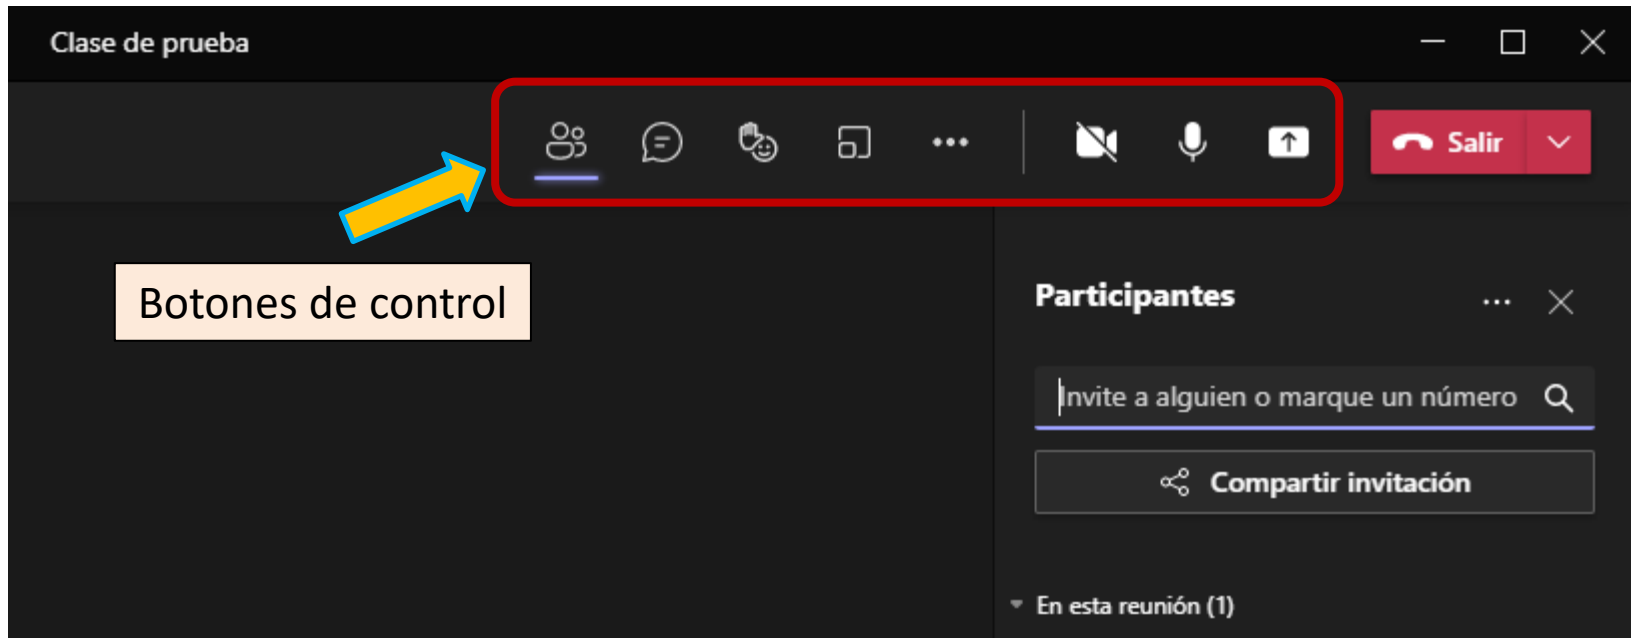 Clase de prueba
Salir
Botones de control
Participantes
Invite a alguien o marque un número
Compartir invitación
En esta reunión (1)